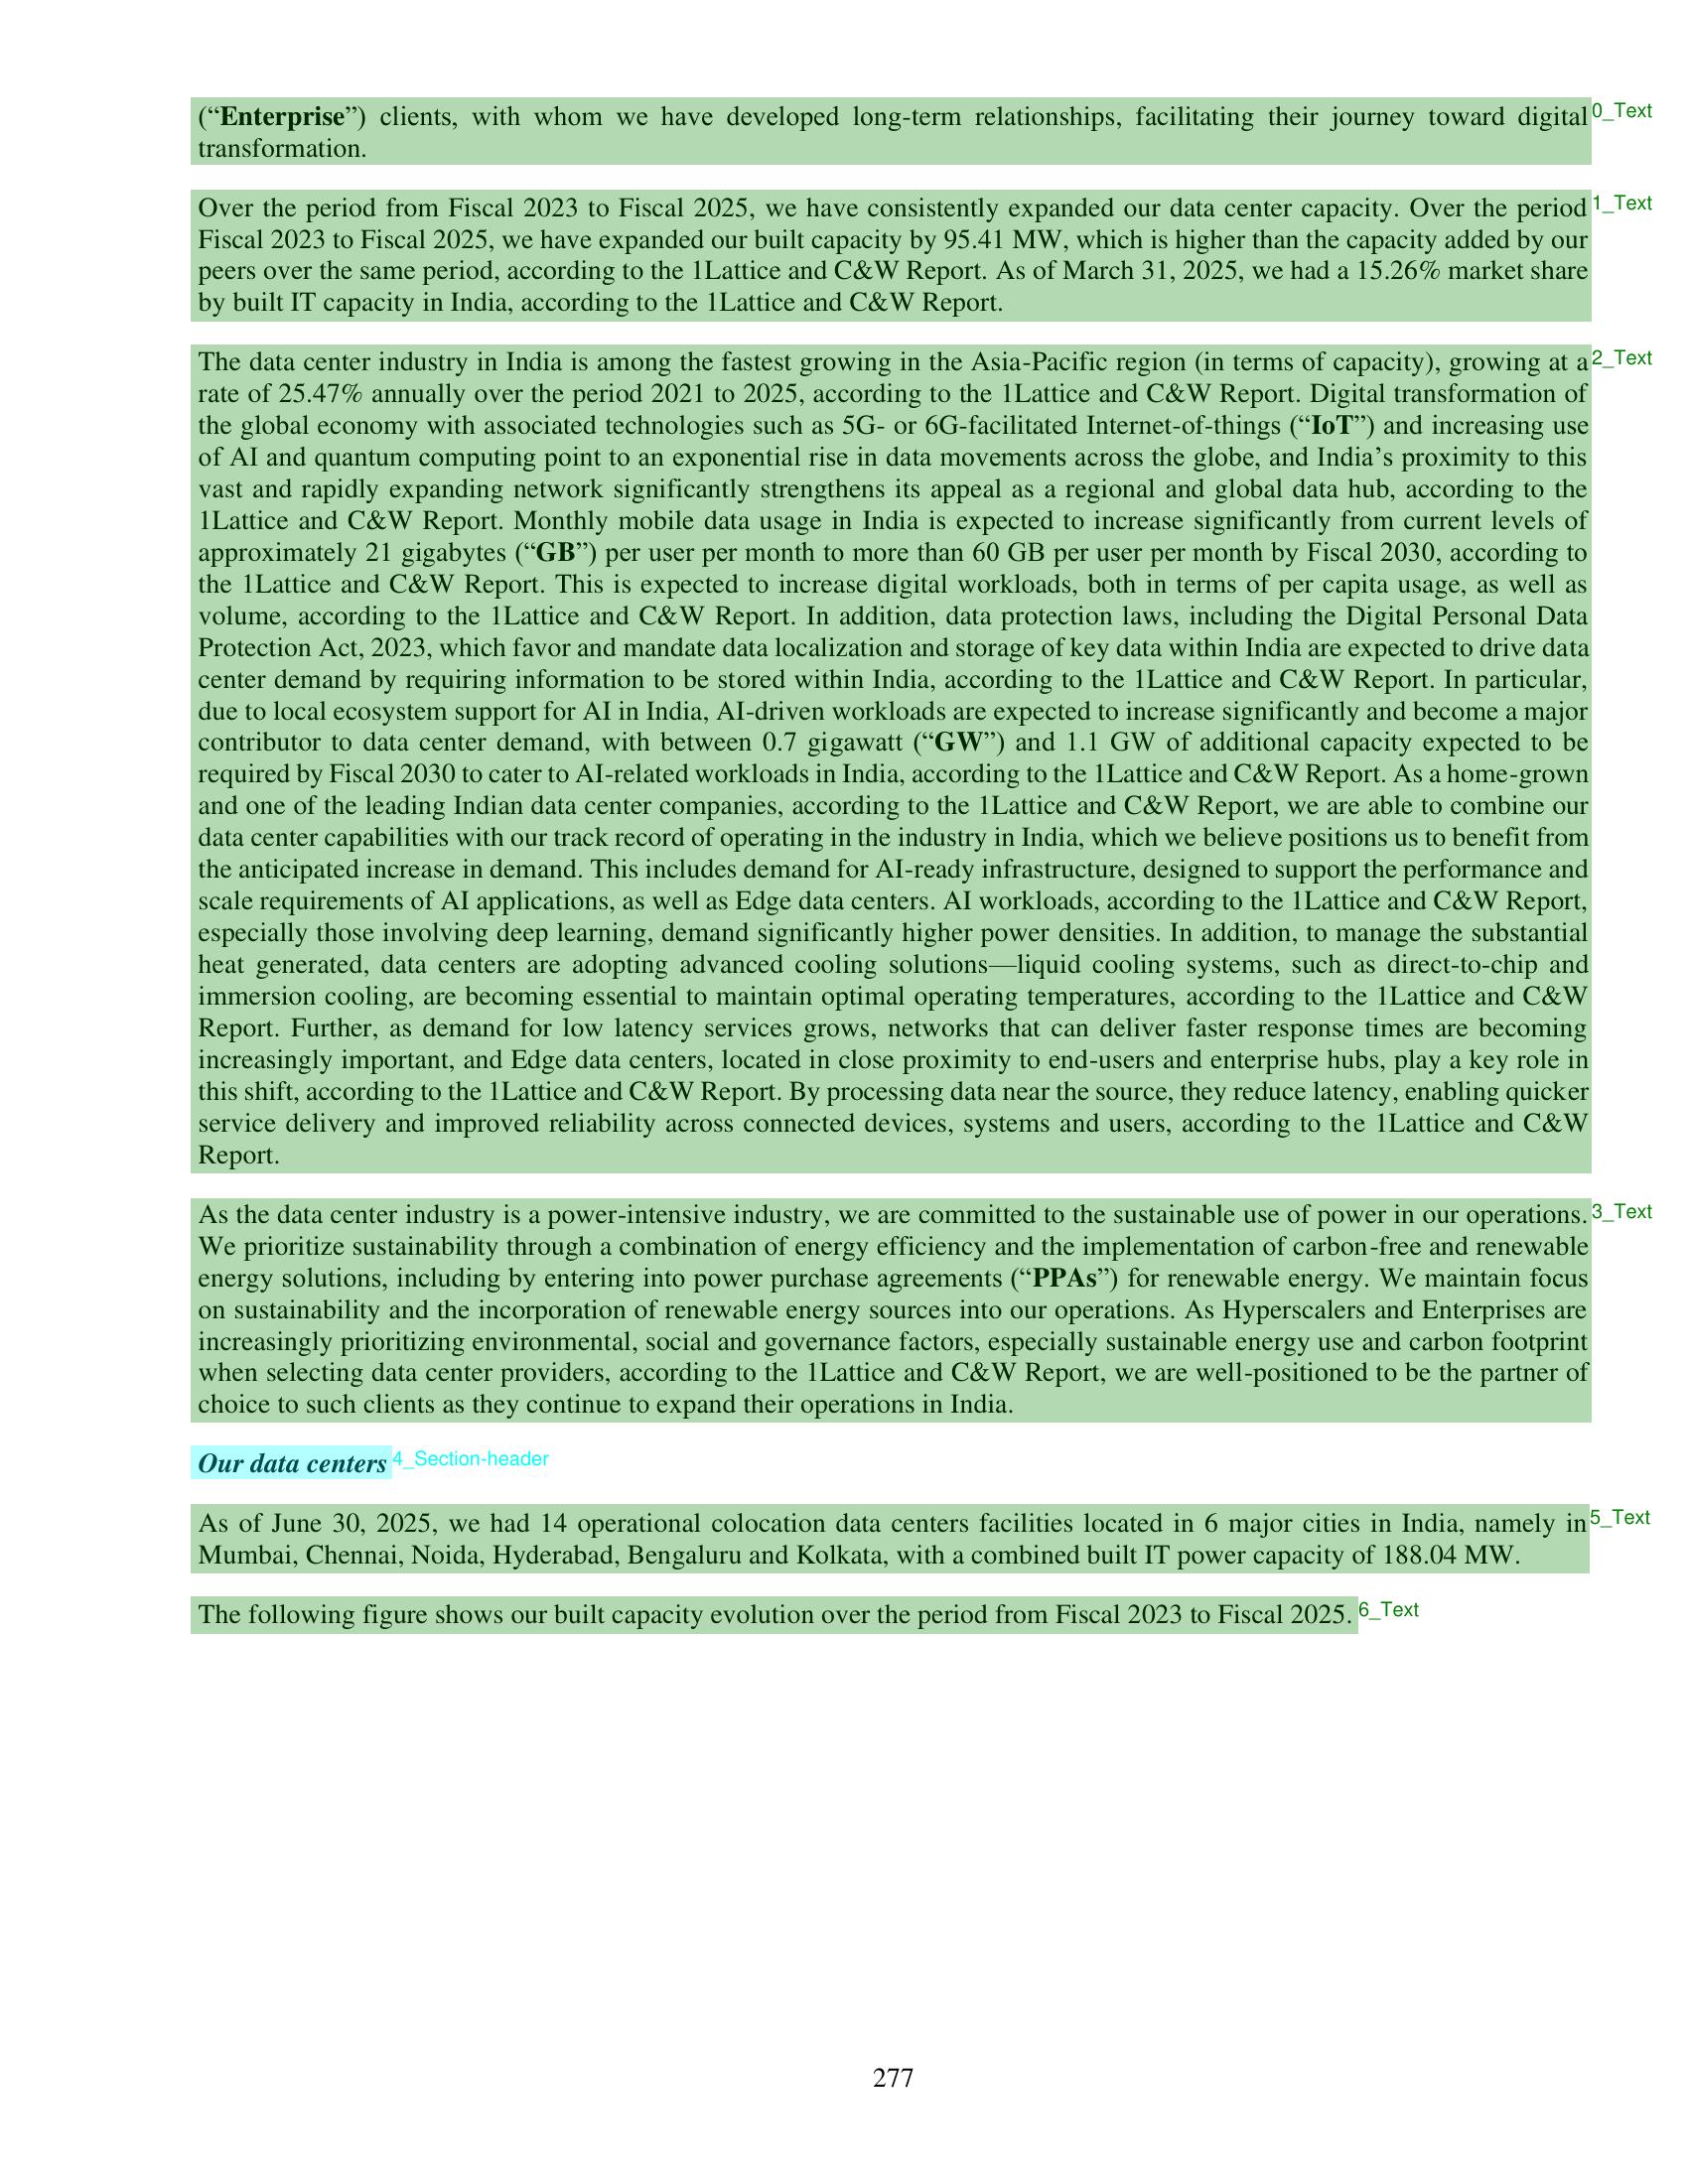 (“Enterprise”) clients, with whom we have developed long-term relationships, facilitating their journey toward digital 0_Text
transformation.
Over the period from Fiscal 2023 to Fiscal 2025, we have consistently expanded our data center capacity. Over the period 1_Text
Fiscal 2023 to Fiscal 2025, we have expanded our built capacity by 95.41 MW, which is higher than the capacity added by our
peers over the same period, according to the 1Lattice and C&W Report. As of March 31, 2025, we had a 15.26% market share
by built IT capacity in India, according to the 1Lattice and C&W Report.
The data center industry in India is among the fastest growing in the Asia-Pacific region (in terms of capacity), growing at a 2_Text
rate of 25.47% annually over the period 2021 to 2025, according to the 1Lattice and C&W Report. Digital transformation of
the global economy with associated technologies such as 5G- or 6G-facilitated Internet-of-things (“IoT”) and increasing use
of AI and quantum computing point to an exponential rise in data movements across the globe, and India’s proximity to this
vast and rapidly expanding network significantly strengthens its appeal as a regional and global data hub, according to the
1Lattice and C&W Report. Monthly mobile data usage in India is expected to increase significantly from current levels of
approximately 21 gigabytes (“GB”) per user per month to more than 60 GB per user per month by Fiscal 2030, according to
the 1Lattice and C&W Report. This is expected to increase digital workloads, both in terms of per capita usage, as well as
volume, according to the 1Lattice and C&W Report. In addition, data protection laws, including the Digital Personal Data
Protection Act, 2023, which favor and mandate data localization and storage of key data within India are expected to drive data
center demand by requiring information to be stored within India, according to the 1Lattice and C&W Report. In particular,
due to local ecosystem support for AI in India, AI-driven workloads are expected to increase significantly and become a major
contributor to data center demand, with between 0.7 gigawatt (“GW”) and 1.1 GW of additional capacity expected to be
required by Fiscal 2030 to cater to AI-related workloads in India, according to the 1Lattice and C&W Report. As a home-grown
and one of the leading Indian data center companies, according to the 1Lattice and C&W Report, we are able to combine our
data center capabilities with our track record of operating in the industry in India, which we believe positions us to benefit from
the anticipated increase in demand. This includes demand for AI-ready infrastructure, designed to support the performance and
scale requirements of AI applications, as well as Edge data centers. AI workloads, according to the 1Lattice and C&W Report,
especially those involving deep learning, demand significantly higher power densities. In addition, to manage the substantial
heat generated, data centers are adopting advanced cooling solutions—liquid cooling systems, such as direct-to-chip and
immersion cooling, are becoming essential to maintain optimal operating temperatures, according to the 1Lattice and C&W
Report. Further, as demand for low latency services grows, networks that can deliver faster response times are becoming
increasingly important, and Edge data centers, located in close proximity to end-users and enterprise hubs, play a key role in
this shift, according to the 1Lattice and C&W Report. By processing data near the source, they reduce latency, enabling quicker
service delivery and improved reliability across connected devices, systems and users, according to the 1Lattice and C&W
Report.
As the data center industry is a power-intensive industry, we are committed to the sustainable use of power in our operations. 3_Text
We prioritize sustainability through a combination of energy efficiency and the implementation of carbon-free and renewable
energy solutions, including by entering into power purchase agreements (“PPAs”) for renewable energy. We maintain focus
on sustainability and the incorporation of renewable energy sources into our operations. As Hyperscalers and Enterprises are
increasingly prioritizing environmental, social and governance factors, especially sustainable energy use and carbon footprint
when selecting data center providers, according to the 1Lattice and C&W Report, we are well-positioned to be the partner of
choice to such clients as they continue to expand their operations in India.
Our data centers 4_Section-header
As of June 30, 2025, we had 14 operational colocation data centers facilities located in 6 major cities in India, namely in 5_Text
Mumbai, Chennai, Noida, Hyderabad, Bengaluru and Kolkata, with a combined built IT power capacity of 188.04 MW.
The following figure shows our built capacity evolution over the period from Fiscal 2023 to Fiscal 2025. 6_Text
277